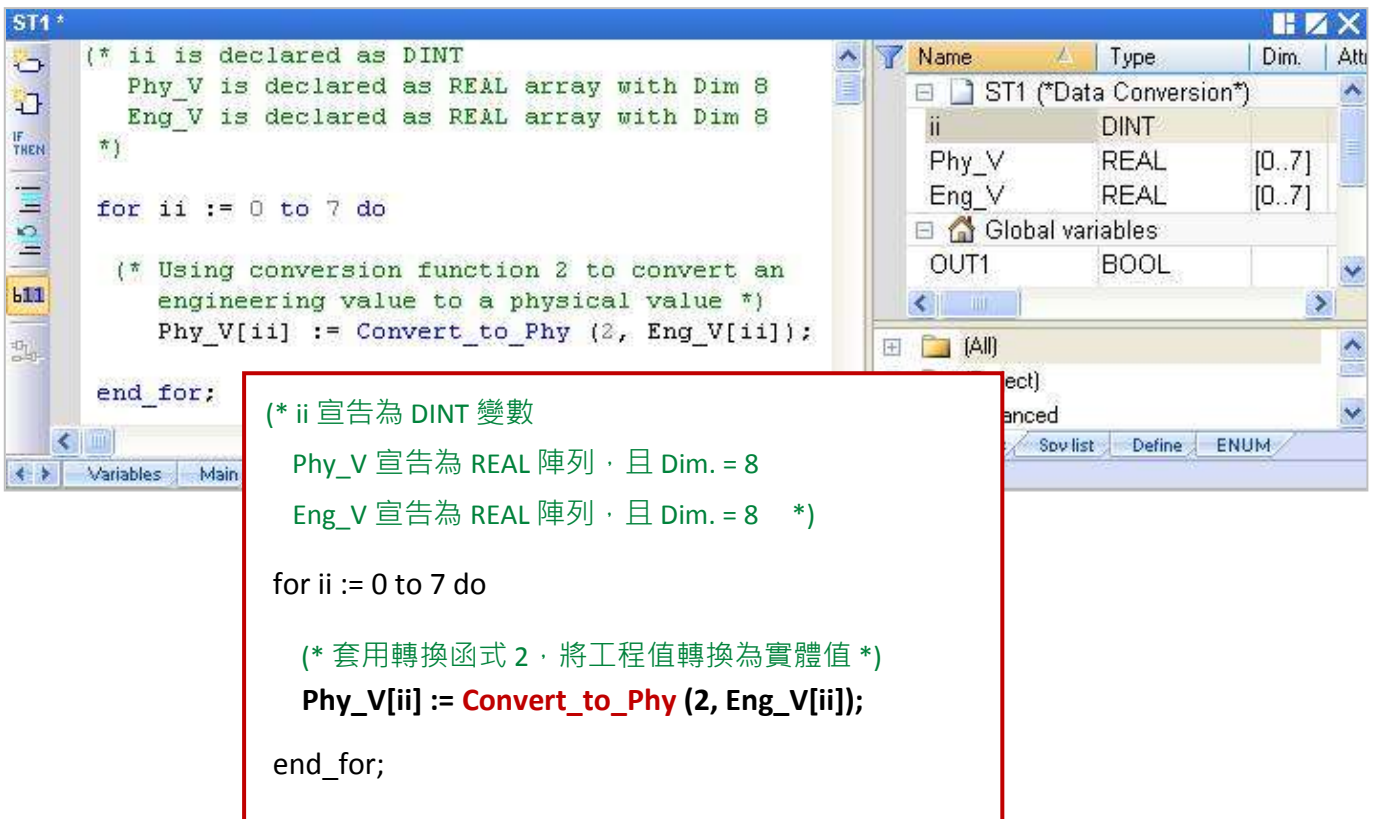 ST1 *
(* ii is declared as DINT
Phy_V is declared as REAL array with Dim 8
Eng_V is declared as REAL array with Dim 8
*)
for ii := 0 to 7 do
(* Using conversion function 2 to convert an
engineering value to a physical value *)
Phy_V[ii] := Convert_to_Phy (2, Eng_V[ii]);
end_for;
IF
THEN
Variables Main
Name Type Dim. Attr
ST1 (*Data Conversion*)
ii DINT
Phy_V REAL [0..7]
Eng_V REAL [0..7]
Global variables
OUT1 BOOL
(All)
ect)
anced
Spy list Define ENUM
(* ii 宣告為 DINT 變數
Phy_V 宣告為 REAL 陣列，且 Dim. = 8
Eng_V 宣告為 REAL 陣列，且 Dim. = 8 *)
for ii := 0 to 7 do
(* 套用轉換函式 2，將工程值轉換為實體值 *)
Phy_V[ii] := Convert_to_Phy (2, Eng_V[ii]);
end_for;